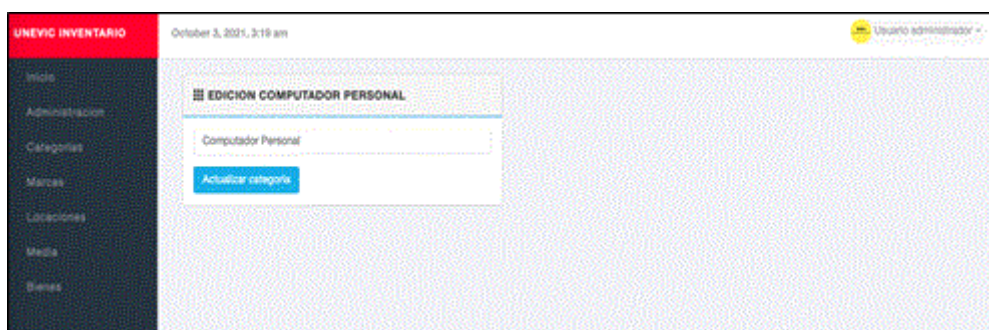 UNEVIC INVENTARIO
October 3, 2021, 3:19 am
Usuario administrador
Inicio
Administracion
Categorias
Marcas
Locaciones
Media
Bienes
EDICION COMPUTADOR PERSONAL
Computador Personal
Actualizar categoria